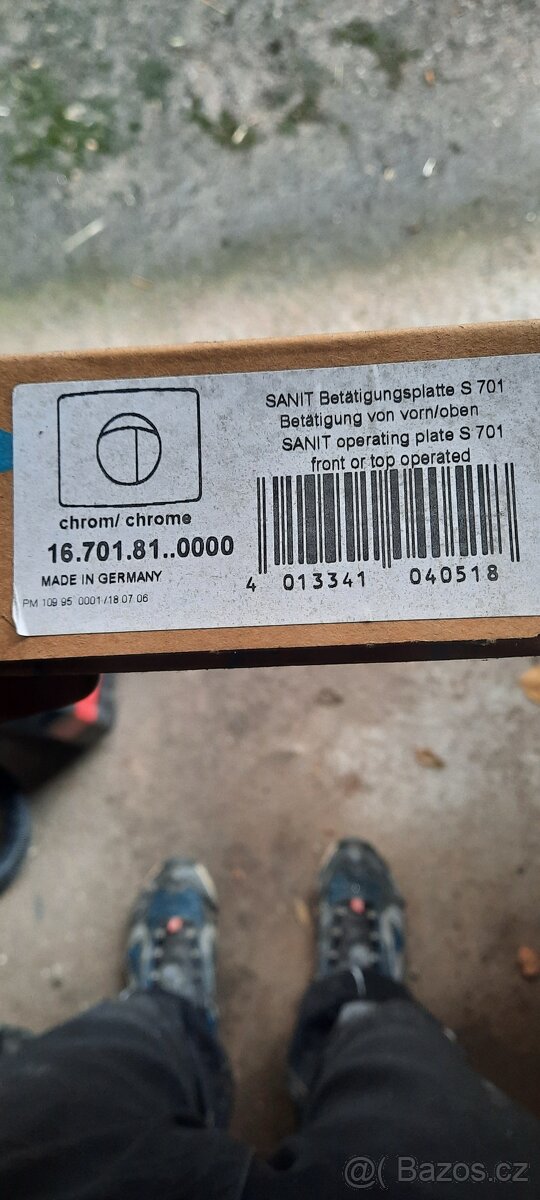 SANIT Betätigungsplatte S 701
Betätigung von vorn/oben
SANIT operating plate S 701
front or top operated
chrom/ chrome
16.701.81..0000
MADE IN GERMANY
PM 109 95 0001 /18 07 06
4 013341 040518
@( Bazos.cz